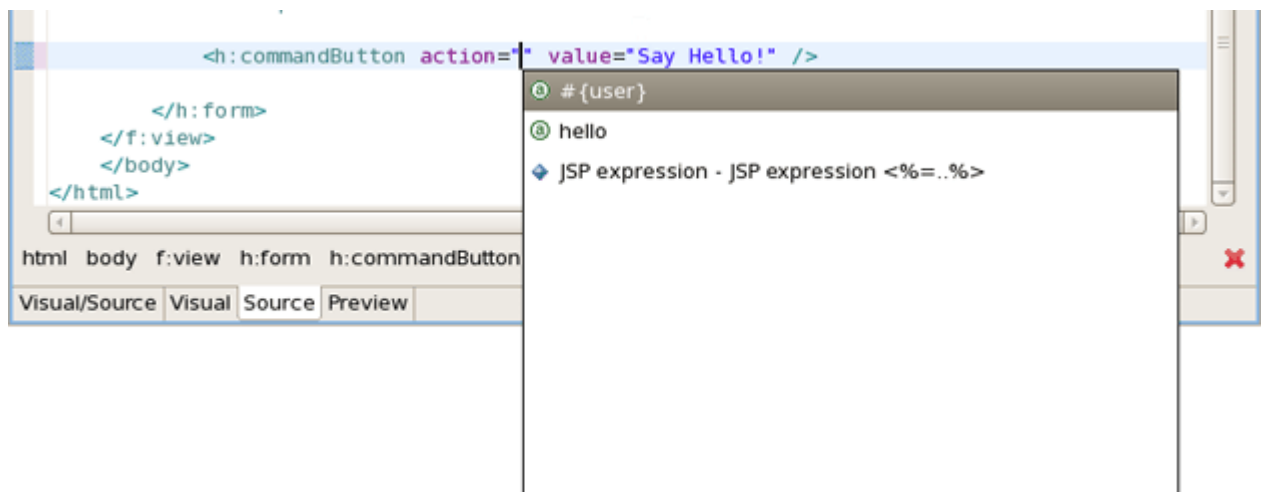 <h:commandButton action="" value="Say Hello!" />
#{user}
</h:form>
hello
</f:view>
</body>
JSP expression - JSP expression <%=..%>
</html>
html body f:view h:form h:commandButton
Visual/Source Visual Source Preview